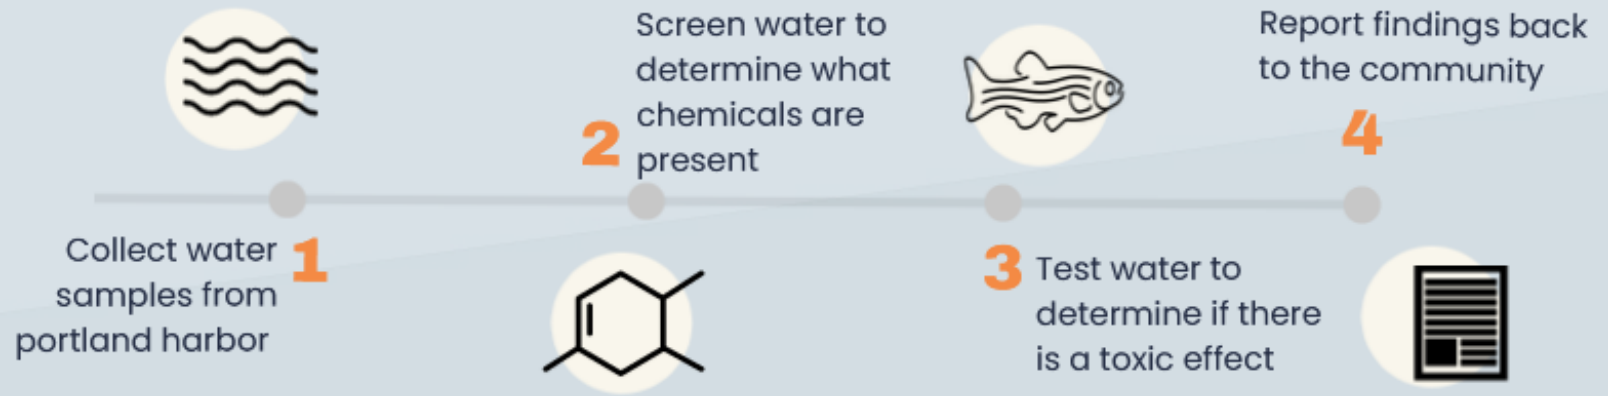 1
Collect water
samples from
portland harbor
2
Screen water to
determine what
chemicals are
present
3
Test water to
determine if there
is a toxic effect
4
Report findings back
to the community